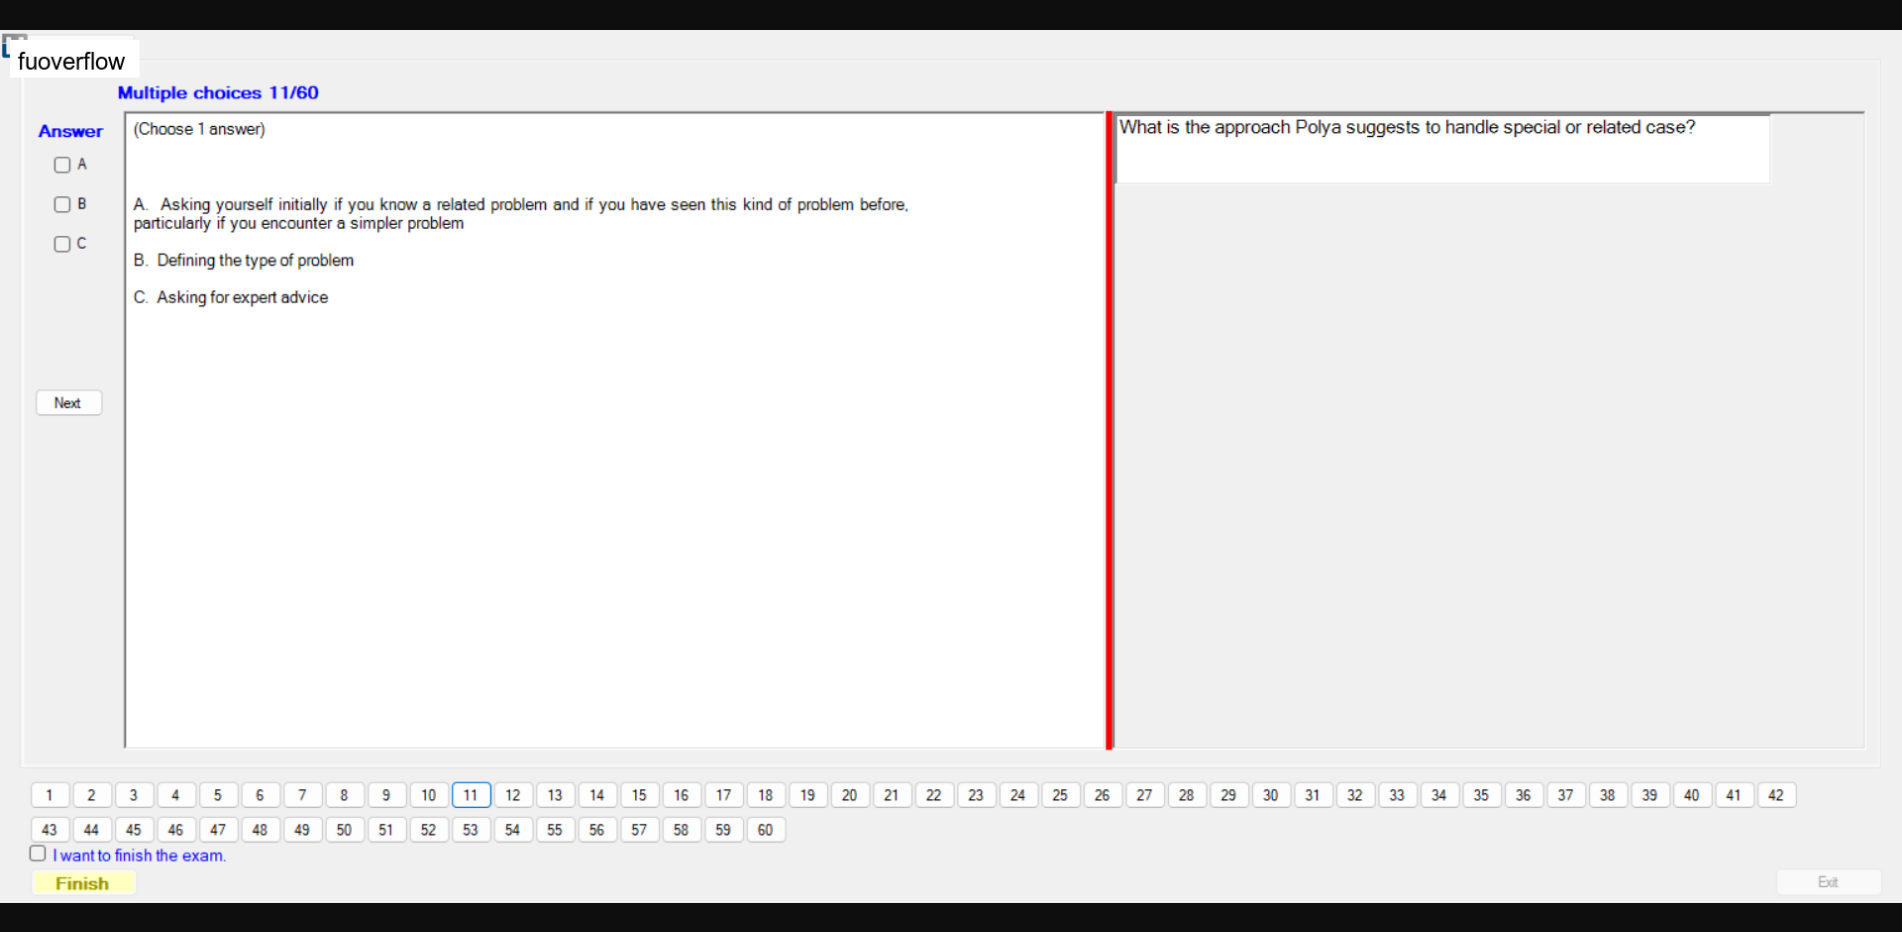 fuoverflow
Multiple choices 11/60
Answer
A
B
C
Next
(Choose 1 answer)
A. Asking yourself initially if you know a related problem and if you have seen this kind of problem before,
particularly if you encounter a simpler problem
B. Defining the type of problem
C. Asking for expert advice
What is the approach Polya suggests to handle special or related case?
1 2 3 4 5 6 7 8 9 10 11 12 13 14 15 16 17 18 19 20 21 22 23 24 25 26 27 28 29 30 31 32 33 34 35 36 37 38 39 40 41 42
43 44 45 46 47 48 49 50 51 52 53 54 55 56 57 58 59 60
I want to finish the exam.
Finish
Exit